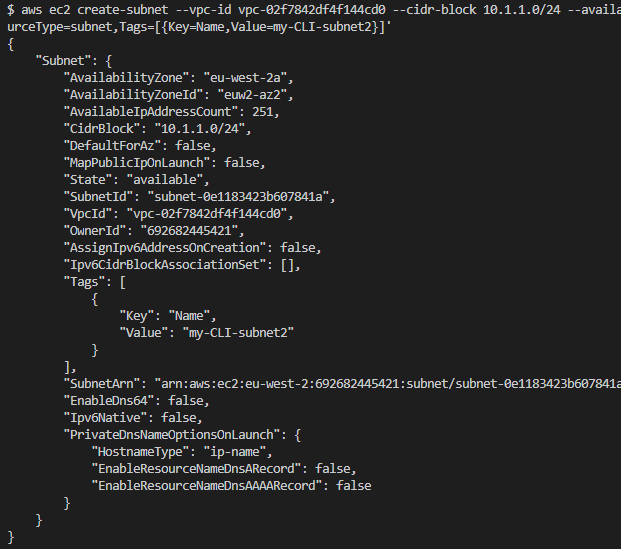 $ aws ec2 create-subnet --vpc-id vpc-02f7842df4f144cd0 --cidr-block 10.1.1.0/24 --availa
urceType=subnet,Tags=[{Key=Name,Value=my-CLI-subnet2}]'
{
    "Subnet": {
        "AvailabilityZone": "eu-west-2a",
        "AvailabilityZoneId": "euw2-az2",
        "AvailableIpAddressCount": 251,
        "CidrBlock": "10.1.1.0/24",
        "DefaultForAz": false,
        "MapPublicIpOnLaunch": false,
        "State": "available",
        "SubnetId": "subnet-0e1183423b607841a",
        "VpcId": "vpc-02f7842df4f144cd0",
        "OwnerId": "692682445421",
        "AssignIpv6AddressOnCreation": false,
        "Ipv6CidrBlockAssociationSet": [],
        "Tags": [
            {
                "Key": "Name",
                "Value": "my-CLI-subnet2"
            }
        ],
        "SubnetArn": "arn:aws:ec2:eu-west-2:692682445421:subnet/subnet-0e1183423b607841a
        "EnableDns64": false,
        "Ipv6Native": false,
        "PrivateDnsNameOptionsOnLaunch": {
            "HostnameType": "ip-name",
            "EnableResourceNameDnsARecord": false,
            "EnableResourceNameDnsAAAARecord": false
        }
    }
}